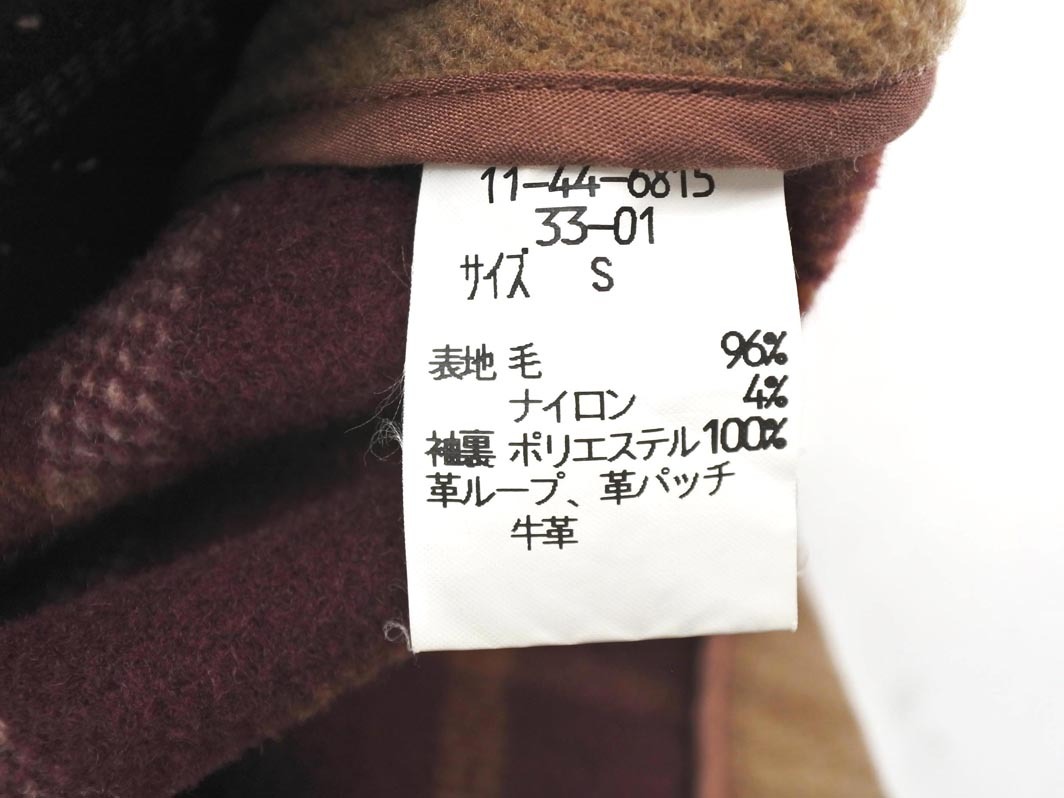 11-44-6815
33-01
サイズ S
表地 毛 96%
ナイロン 4%
袖裏 ポリエステル 100%
革ループ、革パッチ
牛革